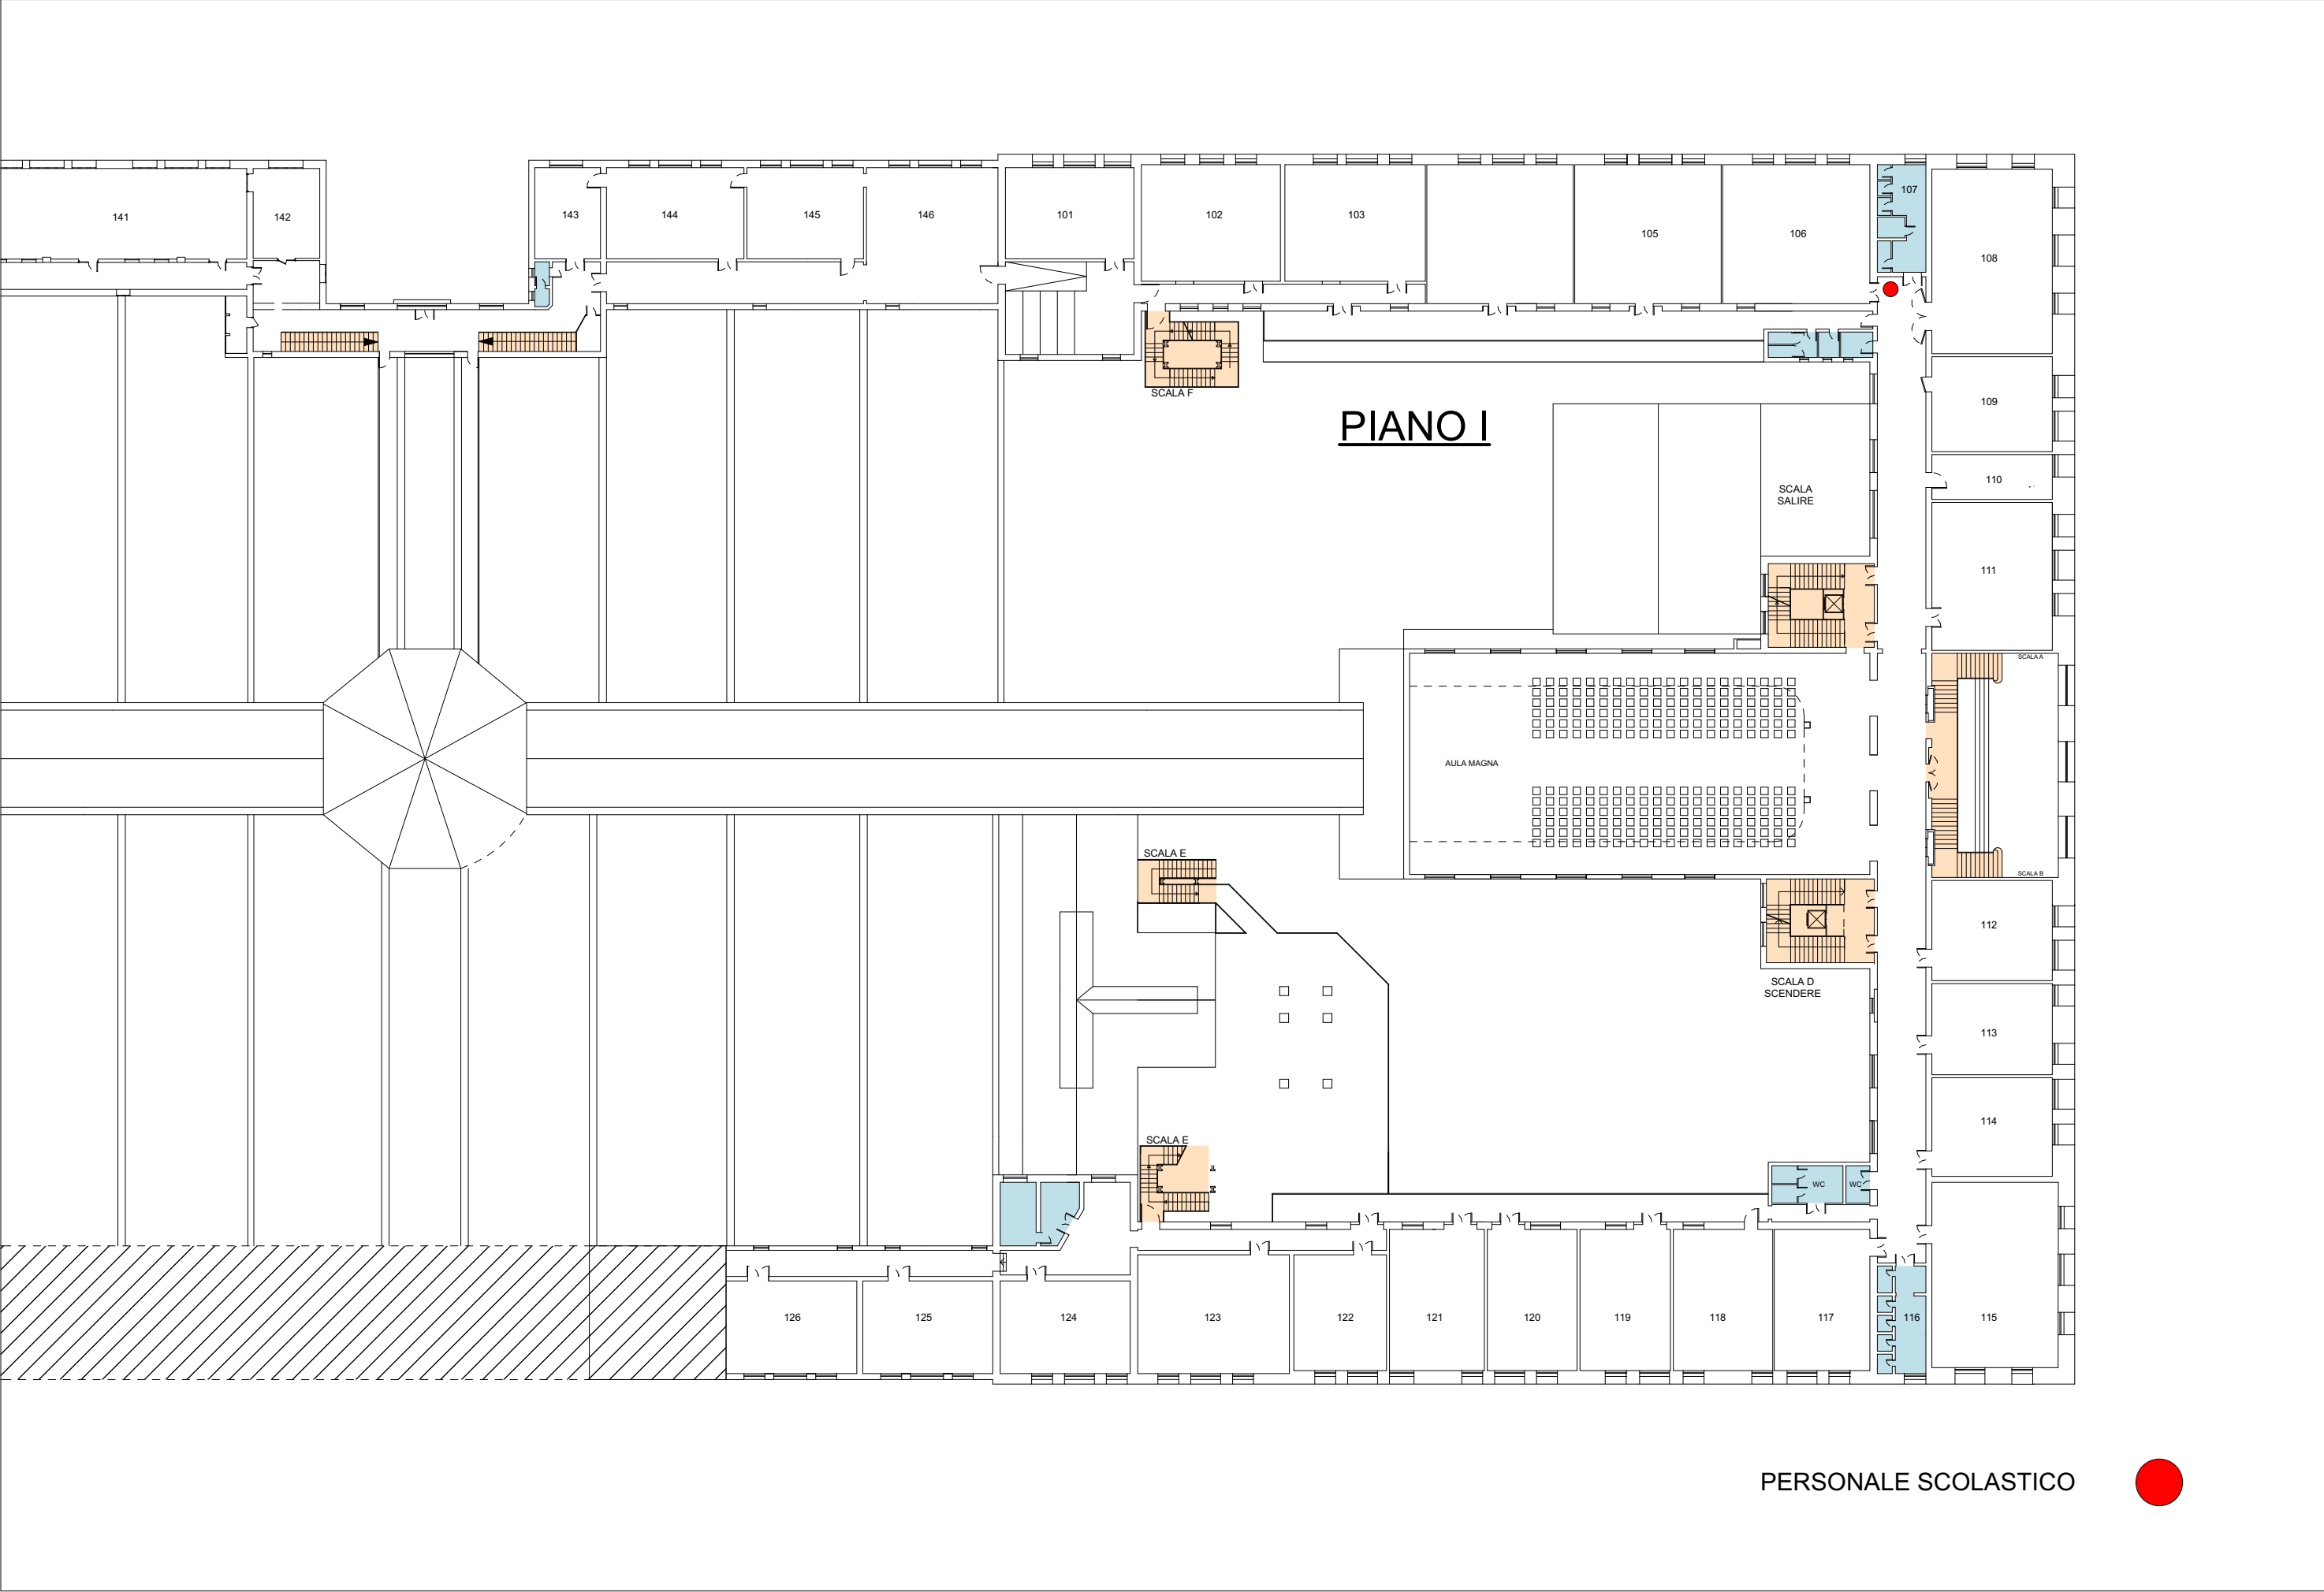 107
141
142
143
144
145
146
101
102
103
105
106
108
SCALA F
PIANO I
109
110
SCALA
SALIRE
111
SCALA A
AULA MAGNA
SCALA E
SCALA B
112
SCALA D
SCENDERE
113
114
SCALA E
WC
WC
126
125
124
123
122
121
120
119
118
117
116
115
PERSONALE SCOLASTICO